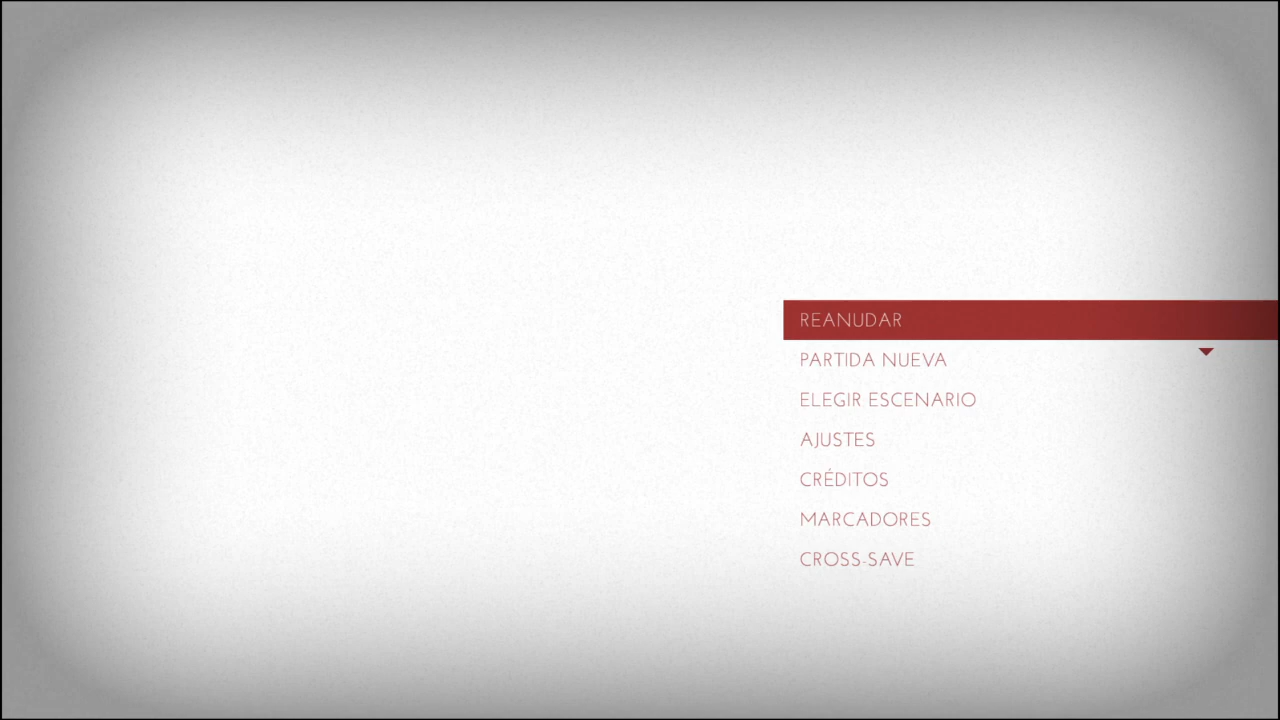 REANUDAR
PARTIDA NUEVA
ELEGIR ESCENARIO
AJUSTES
CRÉDITOS
MARCADORES
CROSS-SAVE